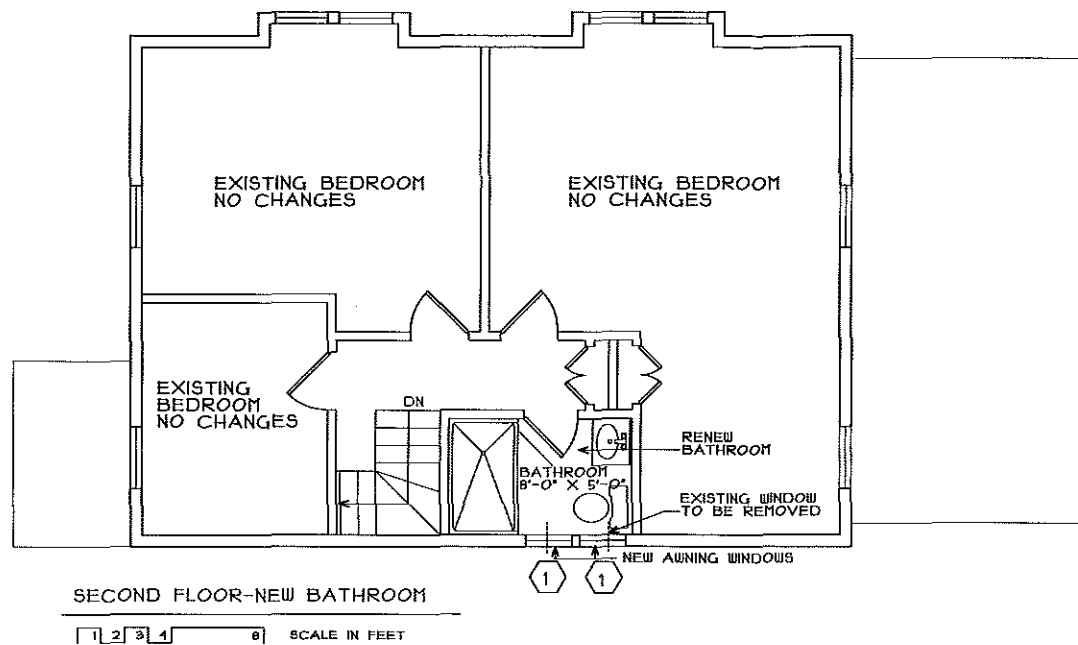 EXISTING BEDROOM
NO CHANGES
EXISTING BEDROOM
NO CHANGES
EXISTING
BEDROOM
NO CHANGES
DN
RENEW
BATHROOM
BATHROOM
8'-0" X 5'-0"
EXISTING WINDOW
TO BE REMOVED
NEW AWNING WINDOWS
1
1
SECOND FLOOR-NEW BATHROOM
1 2 3 4 8 SCALE IN FEET